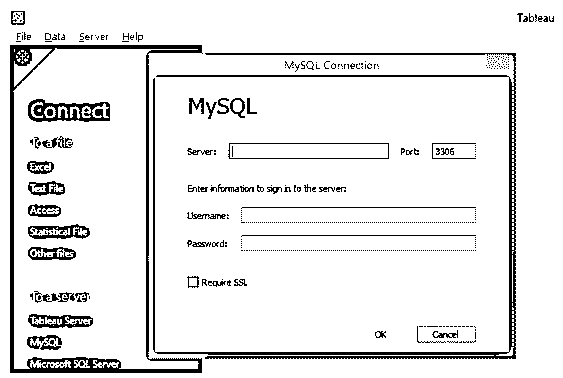 Tableau
File Data Server Help
MySQL Connection
Connect
To a file
Excel
Text File
Access
Statistical File
Other files
To a server
Tableau Server
MySQL
Microsoft SQL Server
MySQL
Server: Port: 3306
Enter information to sign in to the server:
Username:
Password:
Require SSL
OK Cancel